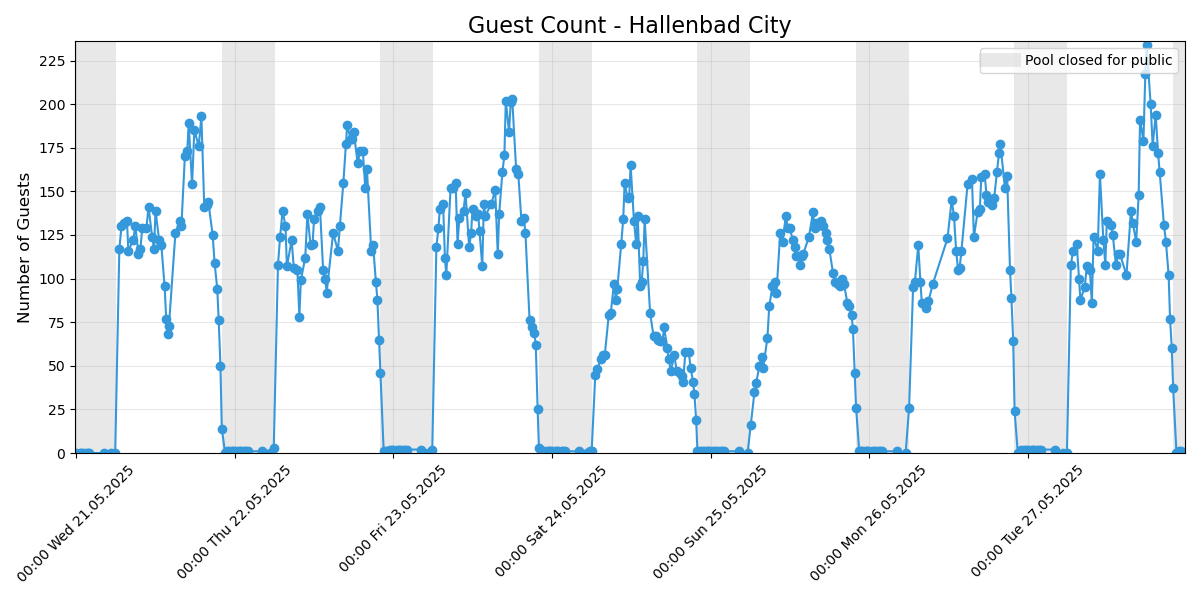 Guest Count - Hallenbad City
Pool closed for public
Number of Guests
225
200
175
150
125
100
75
50
25
0
00:00 Wed 21.05.2025
00:00 Thu 22.05.2025
00:00 Fri 23.05.2025
00:00 Sat 24.05.2025
00:00 Sun 25.05.2025
00:00 Mon 26.05.2025
00:00 Tue 27.05.2025